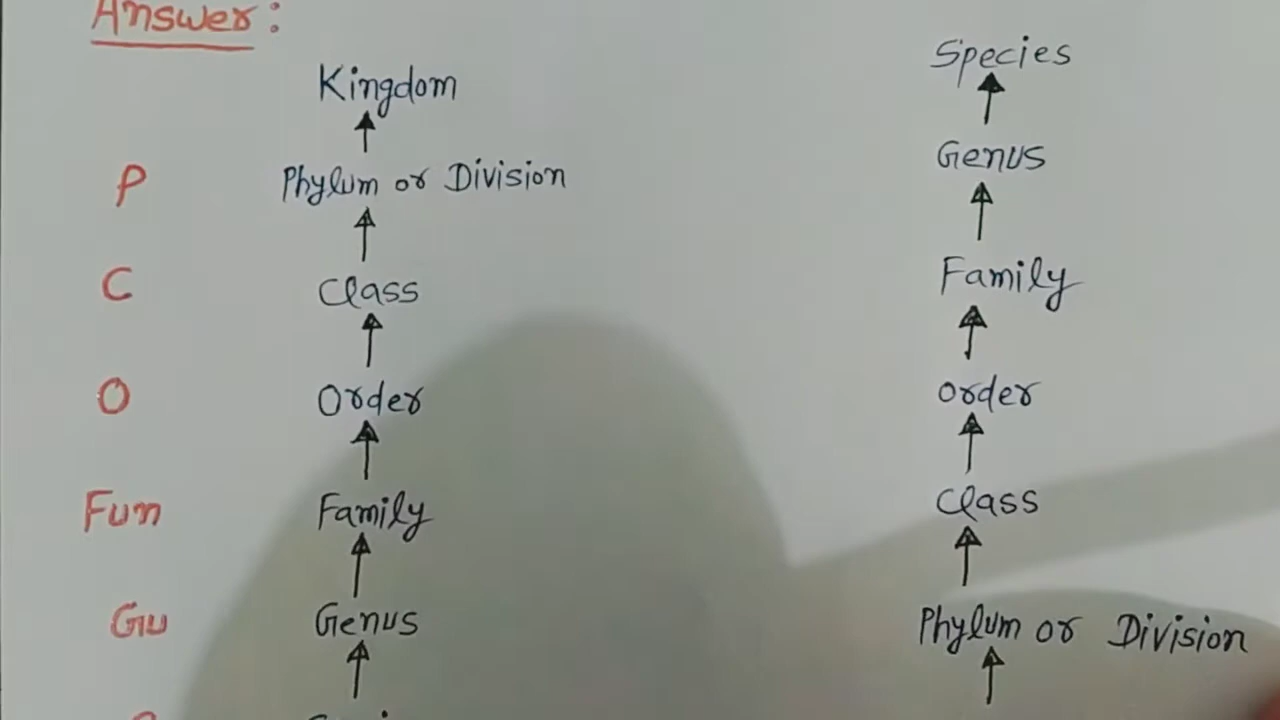 Answer:
Kingdom
P Phylum or Division
C Class
O Order
Fun Family
Gu Genus
Species
Genus
Family
Order
Class
Phylum or Division